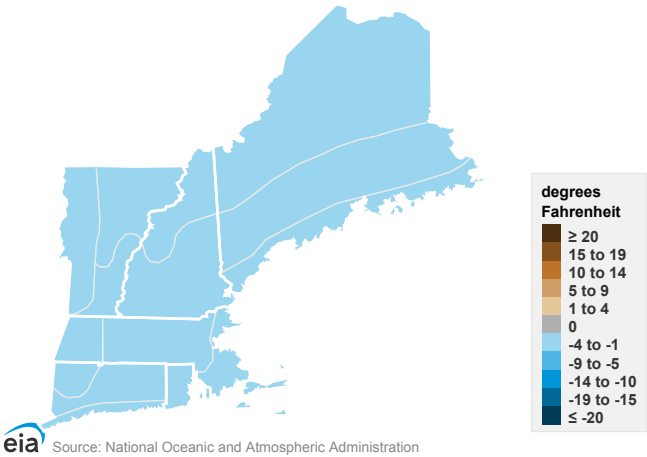 degrees
Fahrenheit
≥ 20
15 to 19
10 to 14
5 to 9
1 to 4
0
-4 to -1
-9 to -5
-14 to -10
-19 to -15
≤ -20
eia
Source: National Oceanic and Atmospheric Administration